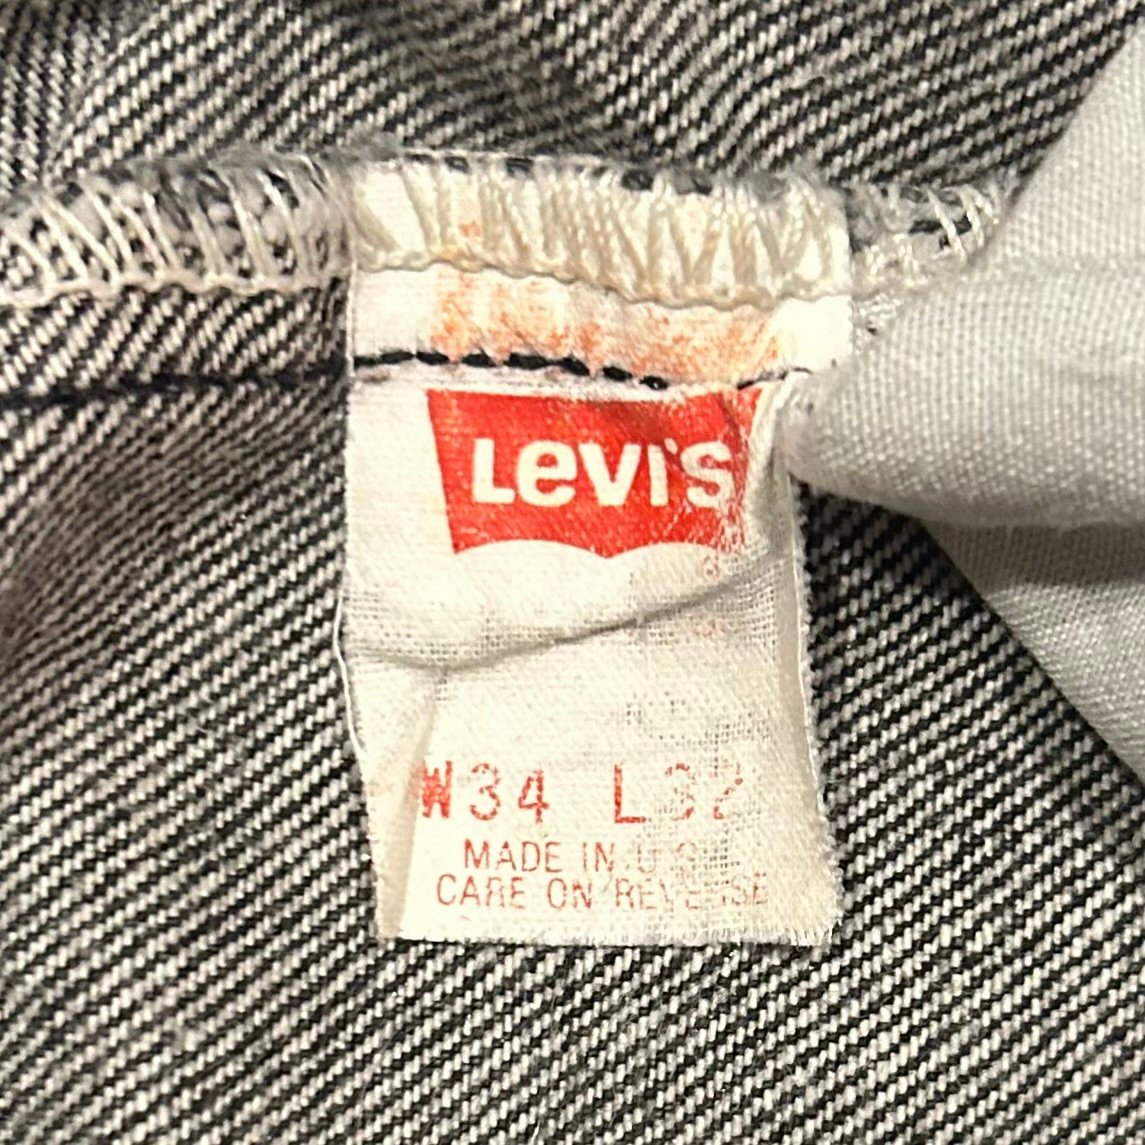 Levi's
W34 L32
MADE IN U.S.A.
CARE ON REVERSE